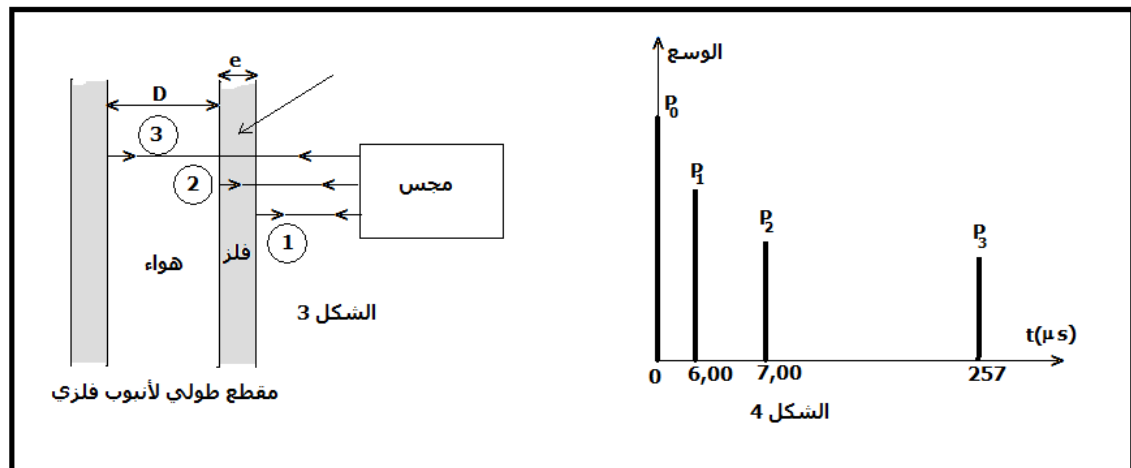 e
D
3
2
1
مجس
فلز
هواء
الشكل 3
مقطع طولي لأنبوب فلزي
الوسع
P0
P1
P2
P3
t(μs)
0 6,00 7,00 257
الشكل 4